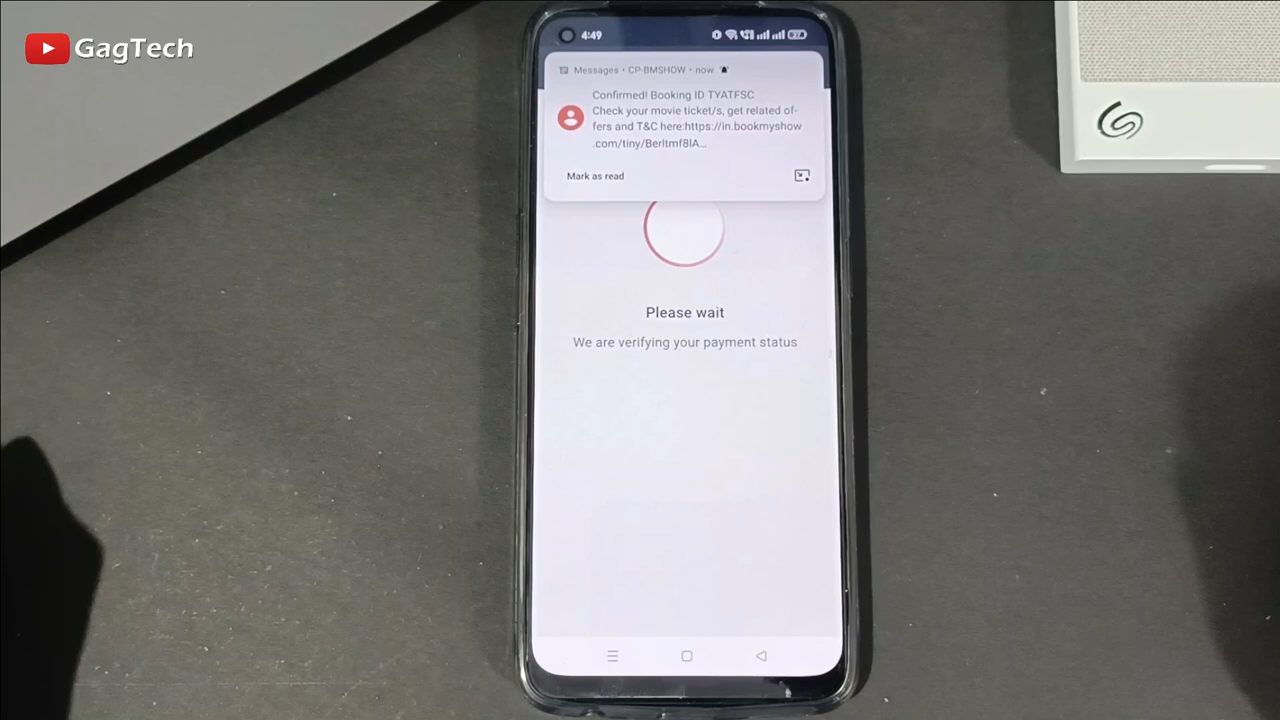 GagTech
4:49
Messages • CP-BMSHOW • now
Confirmed! Booking ID TYATFSC
Check your movie ticket/s, get related of-
fers and T&C here:https://in.bookmyshow
.com/tiny/BerItmf8IA...
Mark as read
Please wait
We are verifying your payment status